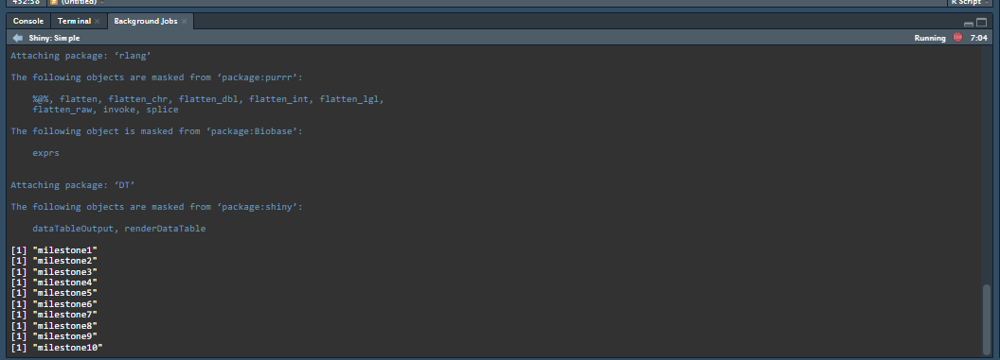 452:38 (Untitled) R Script
Console Terminal Background Jobs
Shiny: Simple Running 7:04
Attaching package: ‘rlang’
The following objects are masked from ‘package:purrr’:
%@%, flatten, flatten_chr, flatten_dbl, flatten_int, flatten_lgl,
flatten_raw, invoke, splice
The following object is masked from ‘package:Biobase’:
exprs
Attaching package: ‘DT’
The following objects are masked from ‘package:shiny’:
dataTableOutput, renderDataTable
[1] "milestone1"
[1] "milestone2"
[1] "milestone3"
[1] "milestone4"
[1] "milestone5"
[1] "milestone6"
[1] "milestone7"
[1] "milestone8"
[1] "milestone9"
[1] "milestone10"